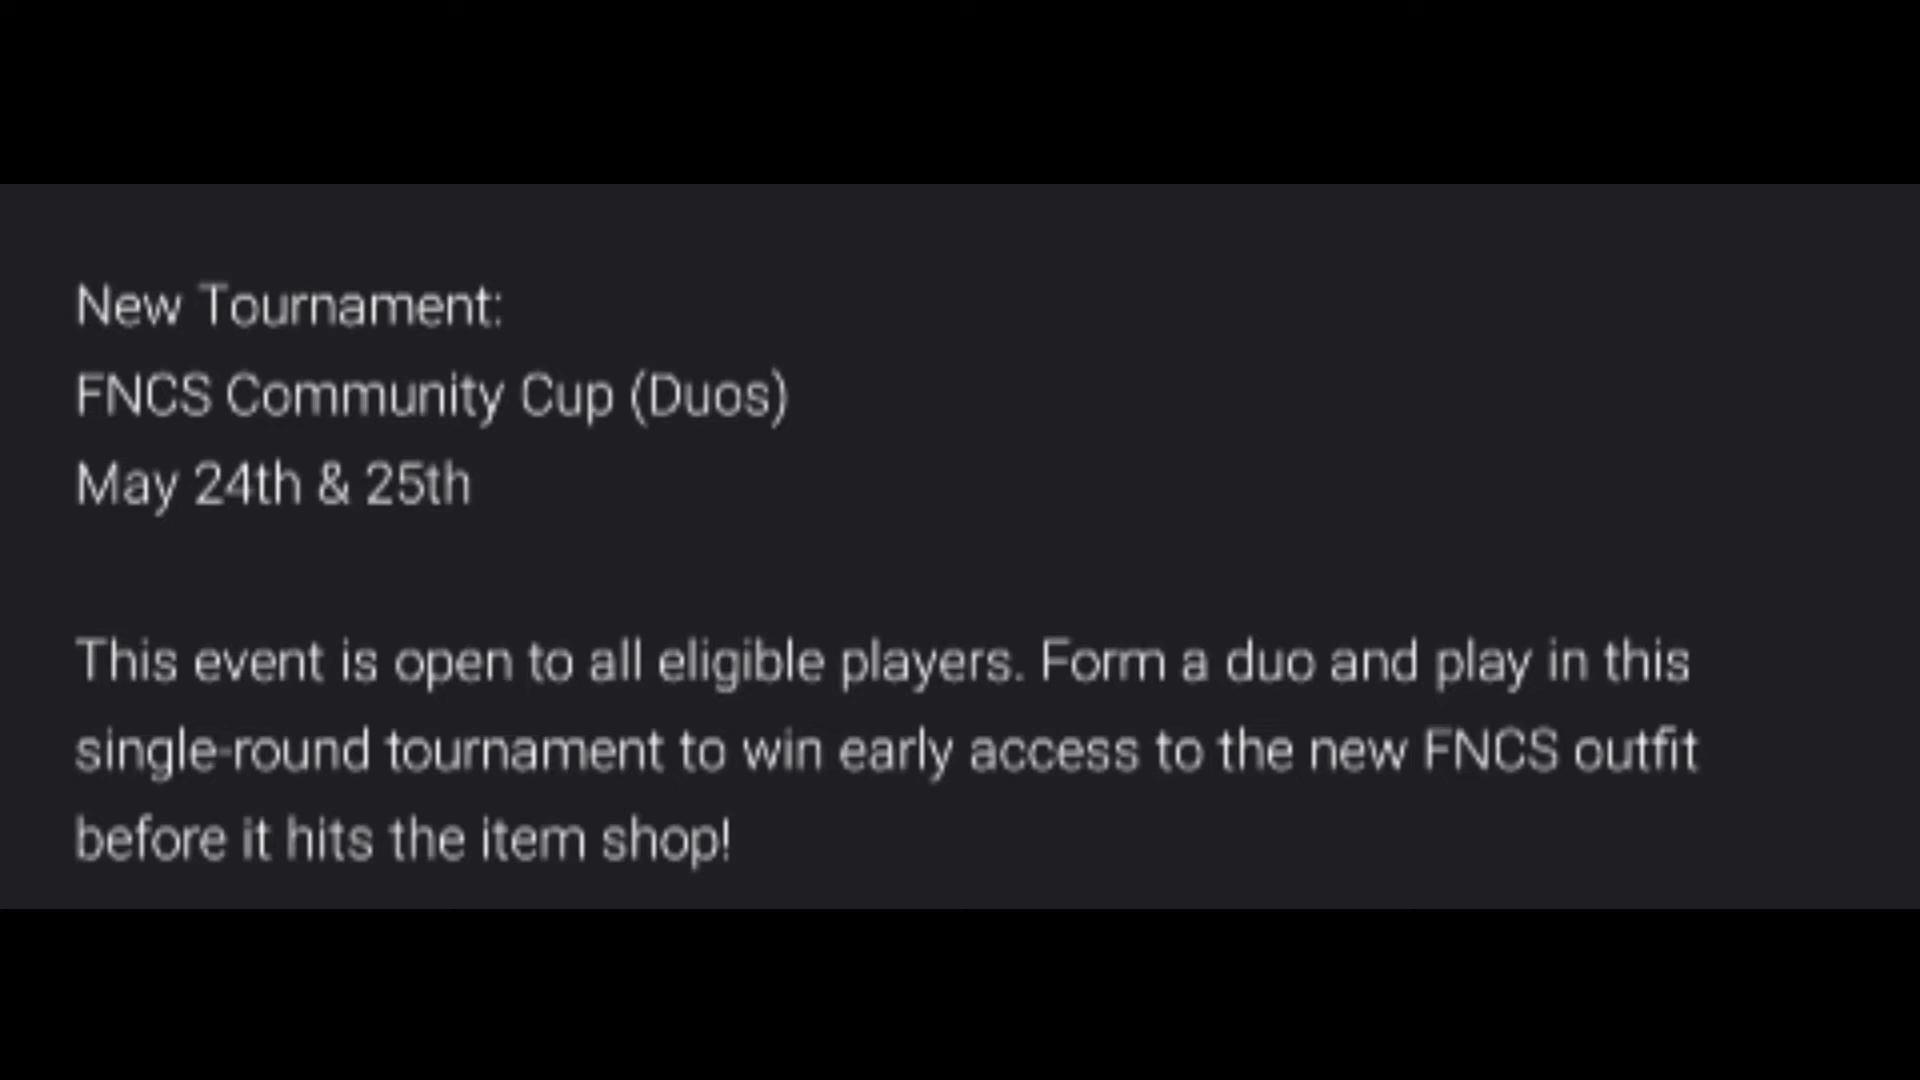 New Tournament:
FNCS Community Cup (Duos)
May 24th & 25th
This event is open to all eligible players. Form a duo and play in this
single-round tournament to win early access to the new FNCS outfit
before it hits the item shop!